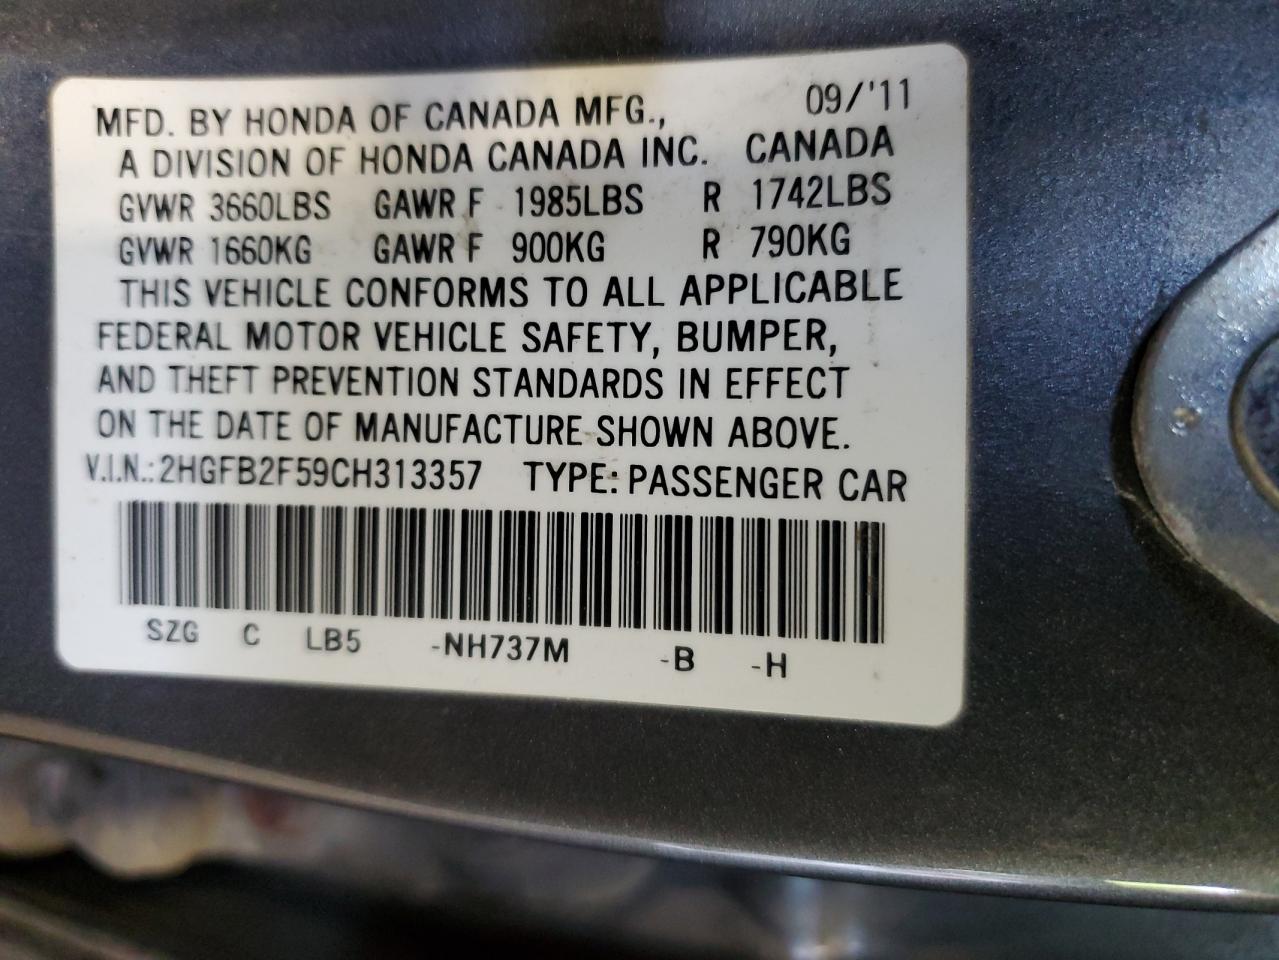 MFD. BY HONDA OF CANADA MFG., 09/'11
A DIVISION OF HONDA CANADA INC. CANADA
GVWR 3660LBS GAWR F 1985LBS R 1742LBS
GVWR 1660KG GAWR F 900KG R 790KG
THIS VEHICLE CONFORMS TO ALL APPLICABLE
FEDERAL MOTOR VEHICLE SAFETY, BUMPER,
AND THEFT PREVENTION STANDARDS IN EFFECT
ON THE DATE OF MANUFACTURE SHOWN ABOVE.
V.I.N.: 2HGFB2F59CH313357 TYPE: PASSENGER CAR
SZG C LB5 -NH737M -B -H